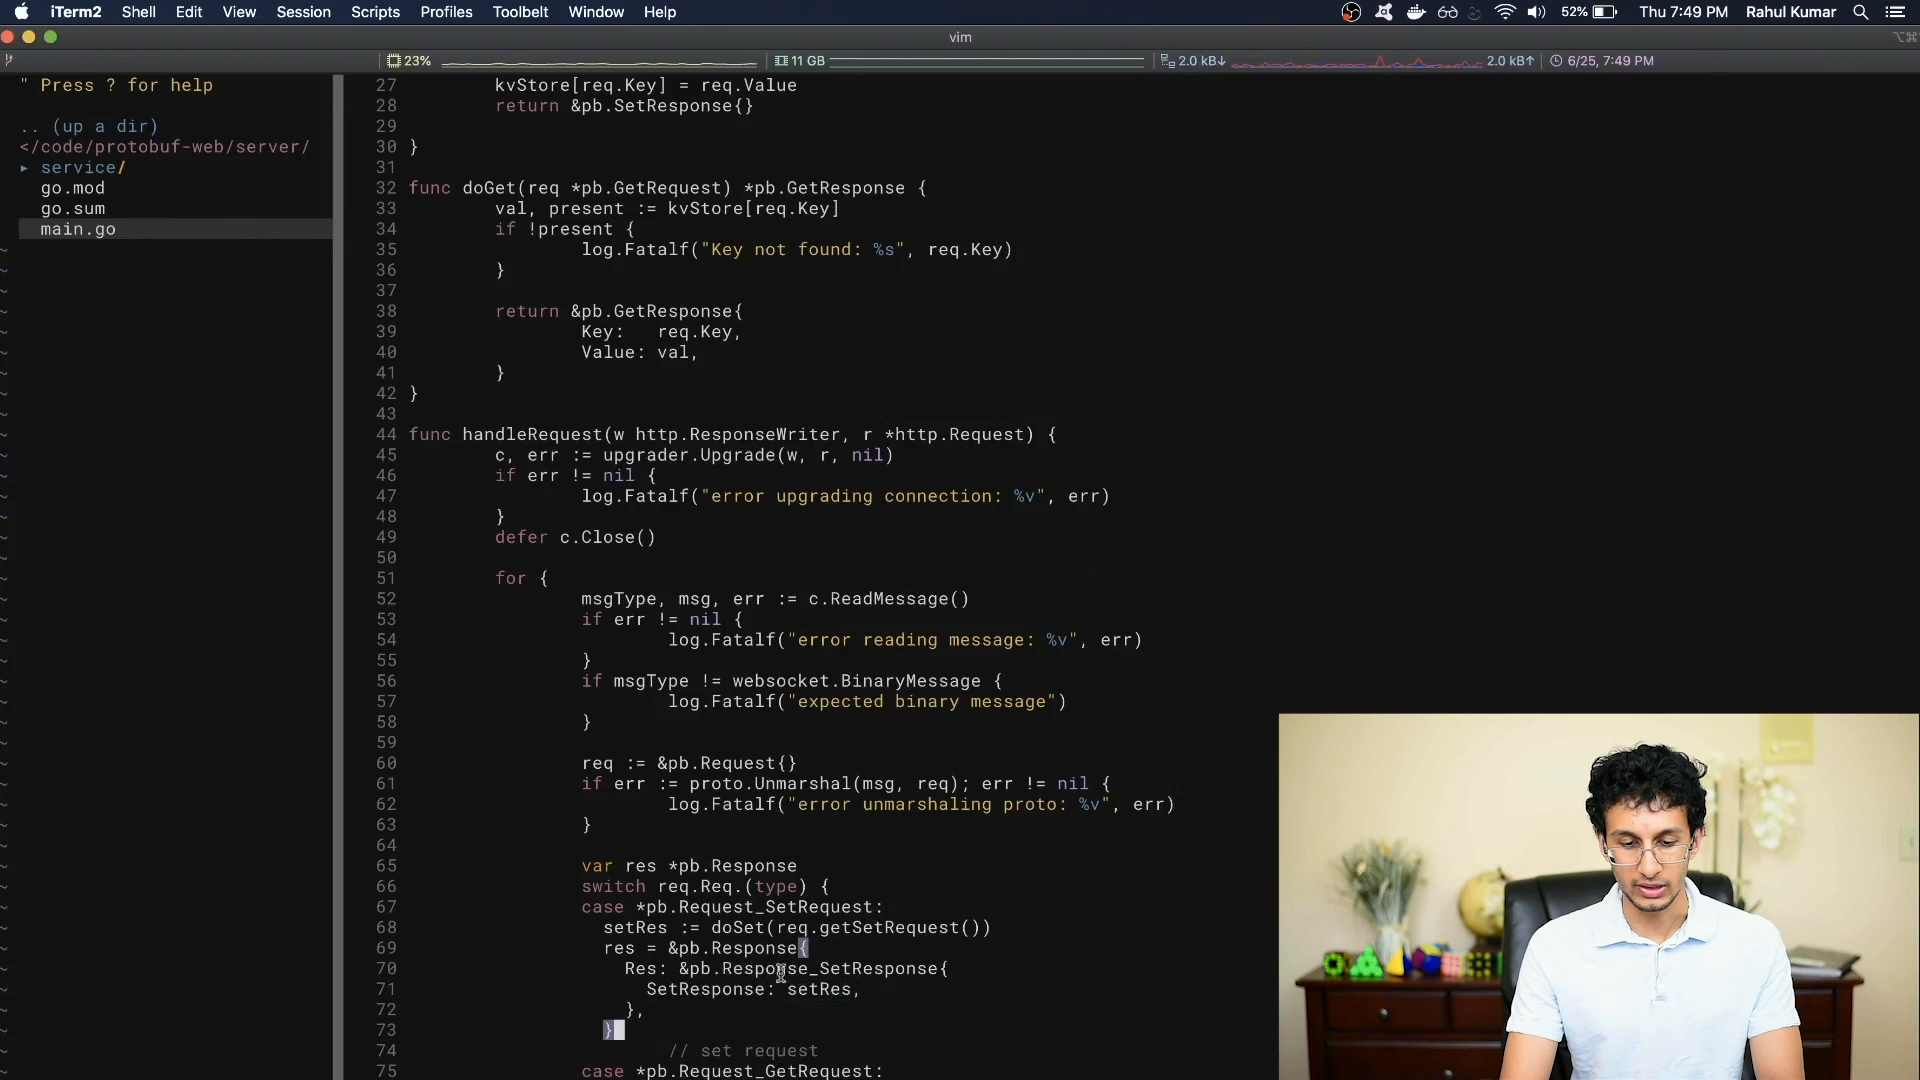 iTerm2 Shell Edit View Session Scripts Profiles Toolbelt Window Help 52% Thu 7:49 PM Rahul Kumar
vim
23% 11 GB 2.0 kB↓ 2.0 kB↑ 6/25, 7:49 PM
" Press ? for help
.. (up a dir)
</code/protobuf-web/server/
▸ service/
go.mod
go.sum
main.go
27 kvStore[req.Key] = req.Value
28 return &pb.SetResponse{}
29
30 }
31
32 func doGet(req *pb.GetRequest) *pb.GetResponse {
33 val, present := kvStore[req.Key]
34 if !present {
35 log.Fatalf("Key not found: %s", req.Key)
36 }
37
38 return &pb.GetResponse{
39 Key: req.Key,
40 Value: val,
41 }
42 }
43
44 func handleRequest(w http.ResponseWriter, r *http.Request) {
45 c, err := upgrader.Upgrade(w, r, nil)
46 if err != nil {
47 log.Fatalf("error upgrading connection: %v", err)
48 }
49 defer c.Close()
50
51 for {
52 msgType, msg, err := c.ReadMessage()
53 if err != nil {
54 log.Fatalf("error reading message: %v", err)
55 }
56 if msgType != websocket.BinaryMessage {
57 log.Fatalf("expected binary message")
58 }
59
60 req := &pb.Request{}
61 if err := proto.Unmarshal(msg, req); err != nil {
62 log.Fatalf("error unmarshaling proto: %v", err)
63 }
64
65 var res *pb.Response
66 switch req.Req.(type) {
67 case *pb.Request_SetRequest:
68 setRes := doSet(req.getSetRequest())
69 res = &pb.Response{
70 Res: &pb.Response_SetResponse{
71 SetResponse: setRes,
72 },
73 }
74 // set request
75 case *pb.Request_GetRequest: